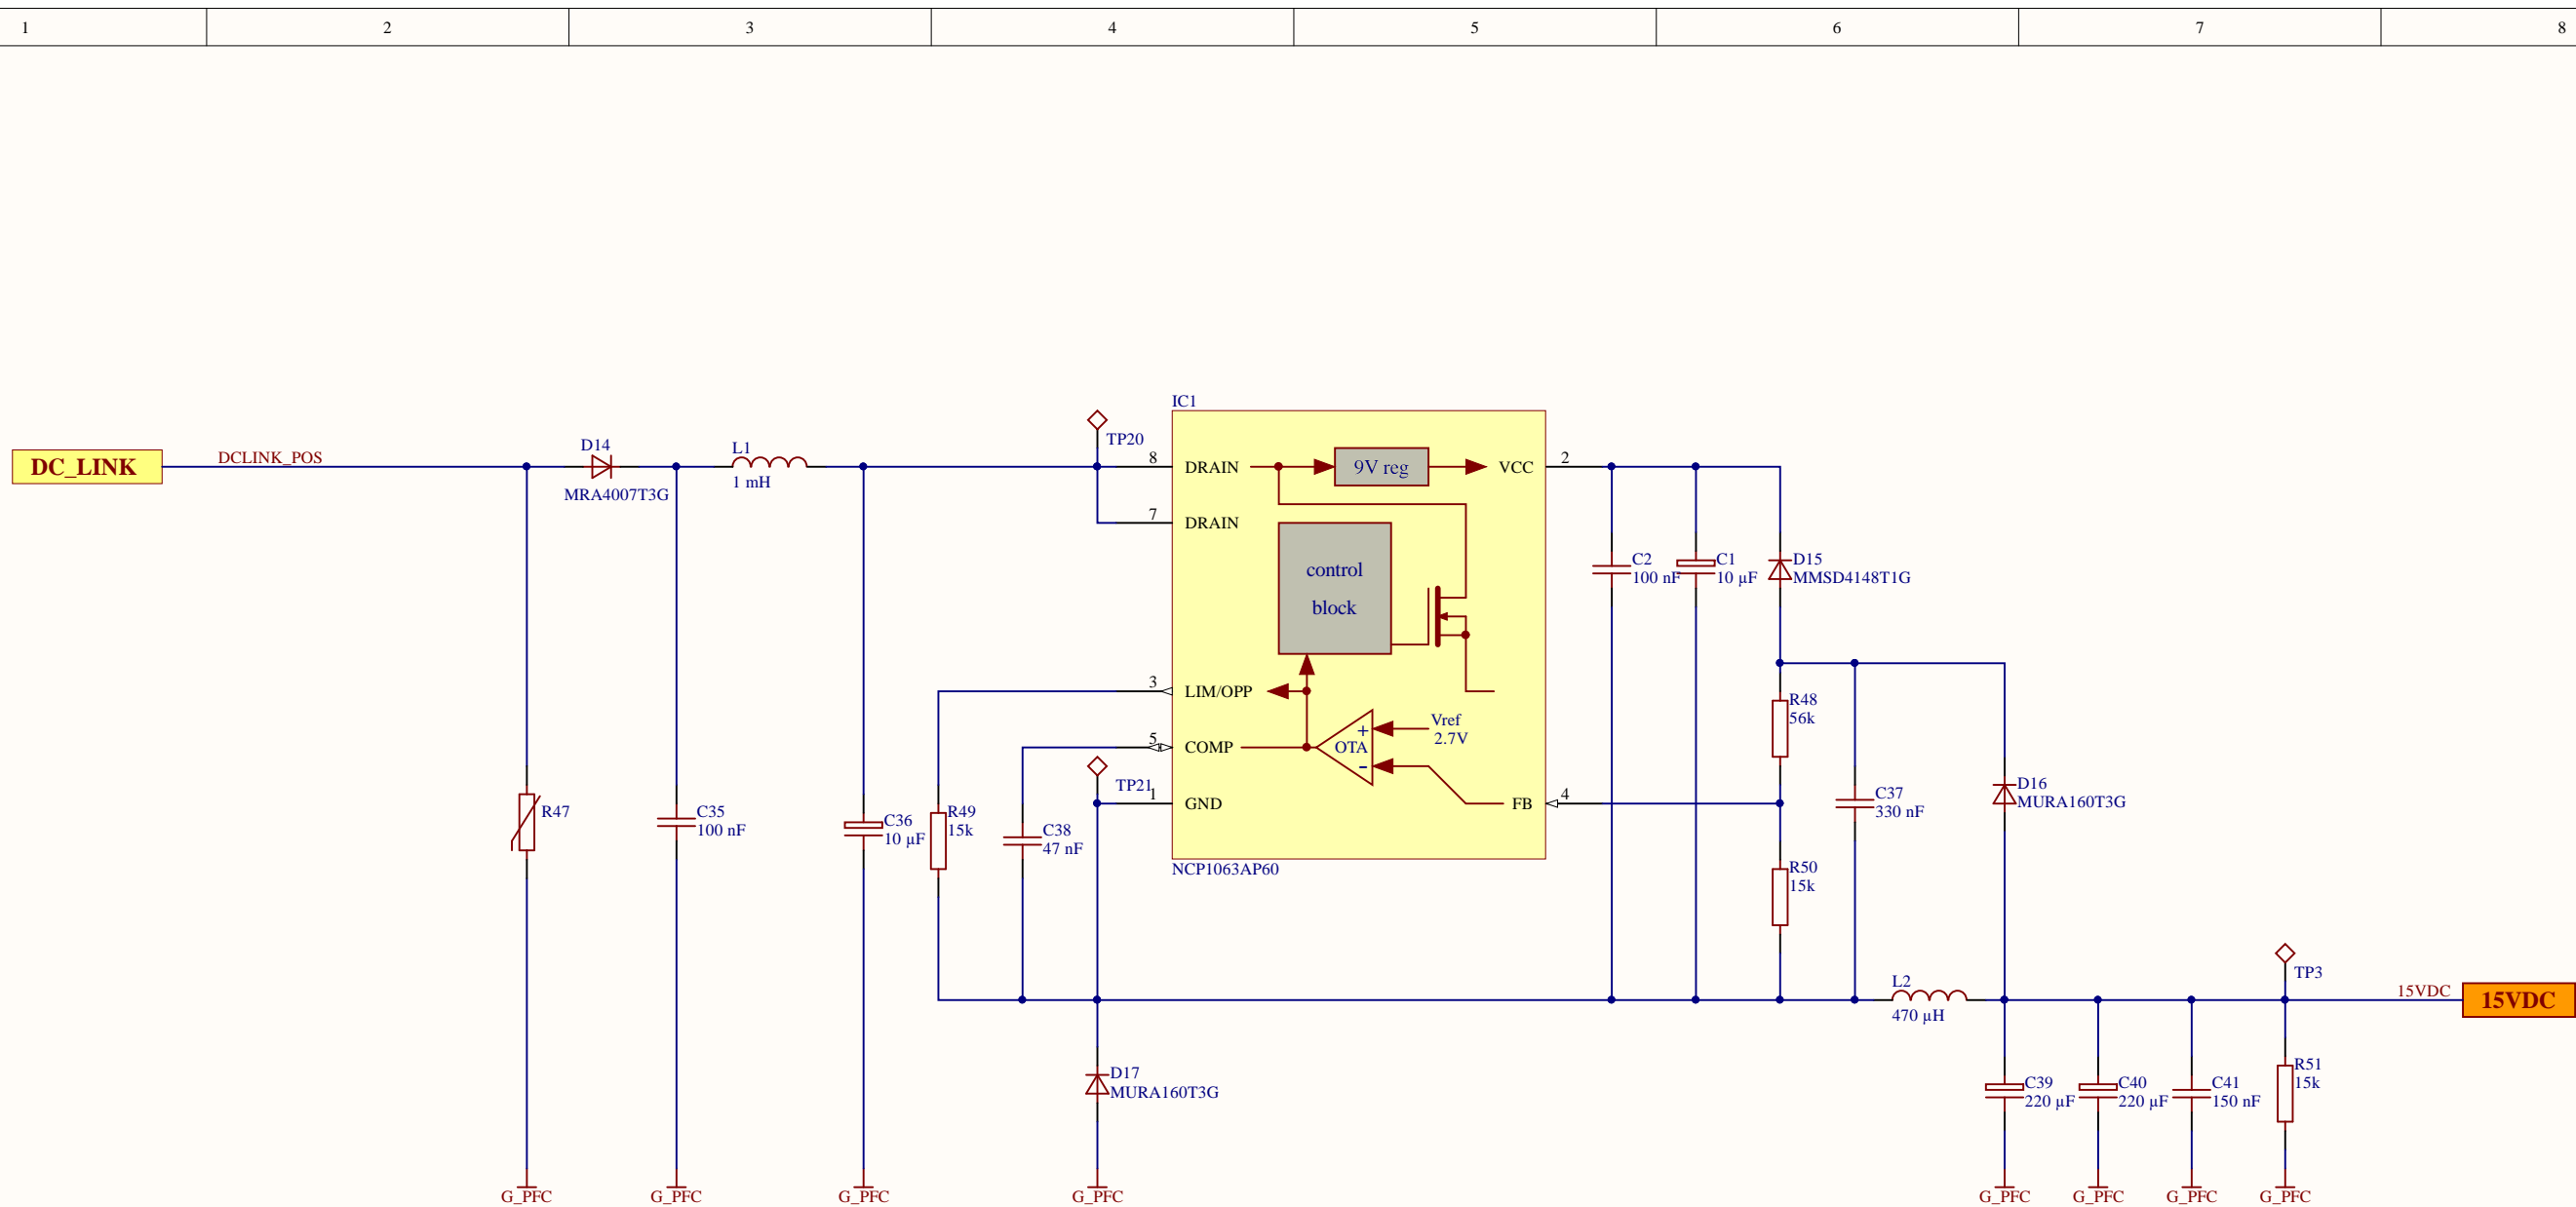 1 2 3 4 5 6 7 8
DC_LINK
DCLINK_POS
D14
MRA4007T3G
L1
1 mH
TP20
IC1
8 DRAIN
9V reg
VCC 2
7 DRAIN
control
block
3 LIM/OPP
5 COMP
OTA
+
-
Vref
2.7V
TP21
1 GND
FB 4
NCP1063AP60
R47
C35
100 nF
C36
10 µF
R49
15k
C38
47 nF
C2
100 nF
C1
10 µF
D15
MMSD4148T1G
R48
56k
C37
330 nF
D16
MURA160T3G
R50
15k
L2
470 µH
TP3
15VDC
15VDC
D17
MURA160T3G
C39
220 µF
C40
220 µF
C41
150 nF
R51
15k
G_PFC
G_PFC
G_PFC
G_PFC
G_PFC
G_PFC
G_PFC
G_PFC